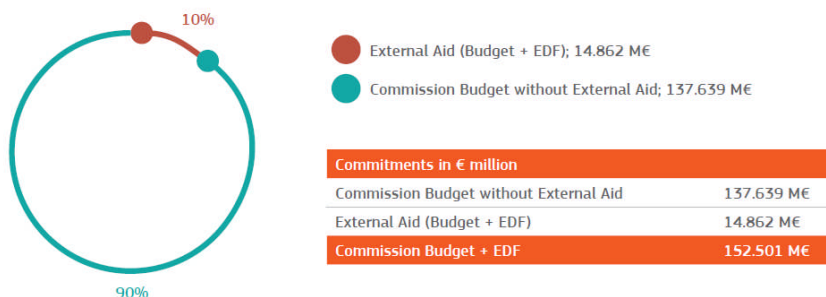 10%
External Aid (Budget + EDF); 14.862 M€
Commission Budget without External Aid; 137.639 M€
Commitments in € million
Commission Budget without External Aid 137.639 M€
External Aid (Budget + EDF) 14.862 M€
Commission Budget + EDF 152.501 M€
90%